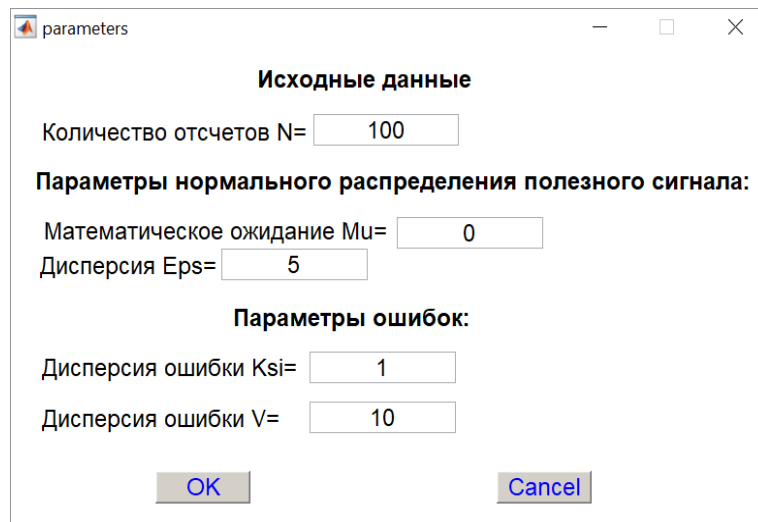 parameters
Исходные данные
Количество отсчетов N= 100
Параметры нормального распределения полезного сигнала:
Математическое ожидание Mu= 0
Дисперсия Eps= 5
Параметры ошибок:
Дисперсия ошибки Ksi= 1
Дисперсия ошибки V= 10
OK Cancel